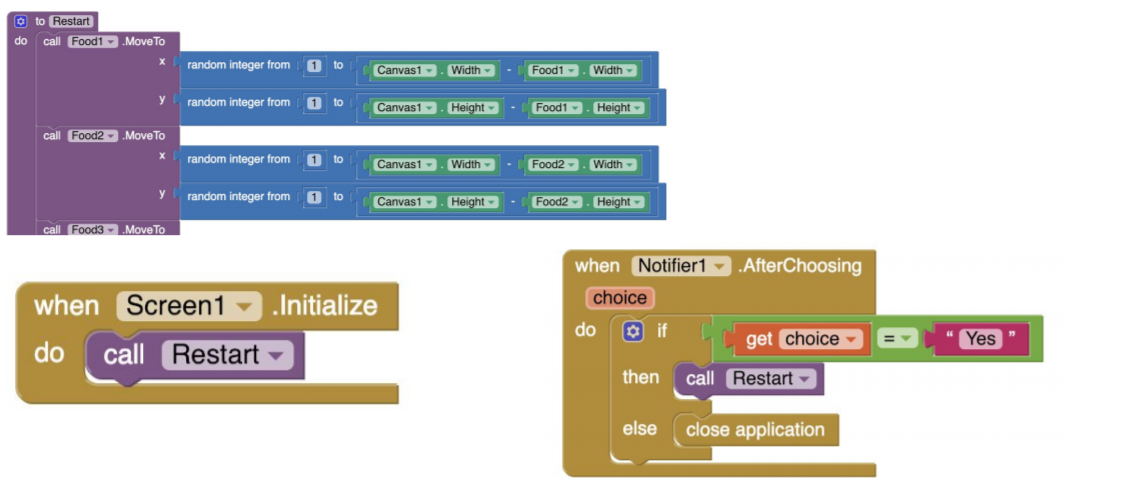 to Restart
do call Food1 .MoveTo
x random integer from 1 to Canvas1 . Width - Food1 . Width
y random integer from 1 to Canvas1 . Height - Food1 . Height
call Food2 .MoveTo
x random integer from 1 to Canvas1 . Width - Food2 . Width
y random integer from 1 to Canvas1 . Height - Food2 . Height
call Food3 .MoveTo
when Screen1 .Initialize
do call Restart
when Notifier1 .AfterChoosing
choice
do if get choice = " Yes "
then call Restart
else close application